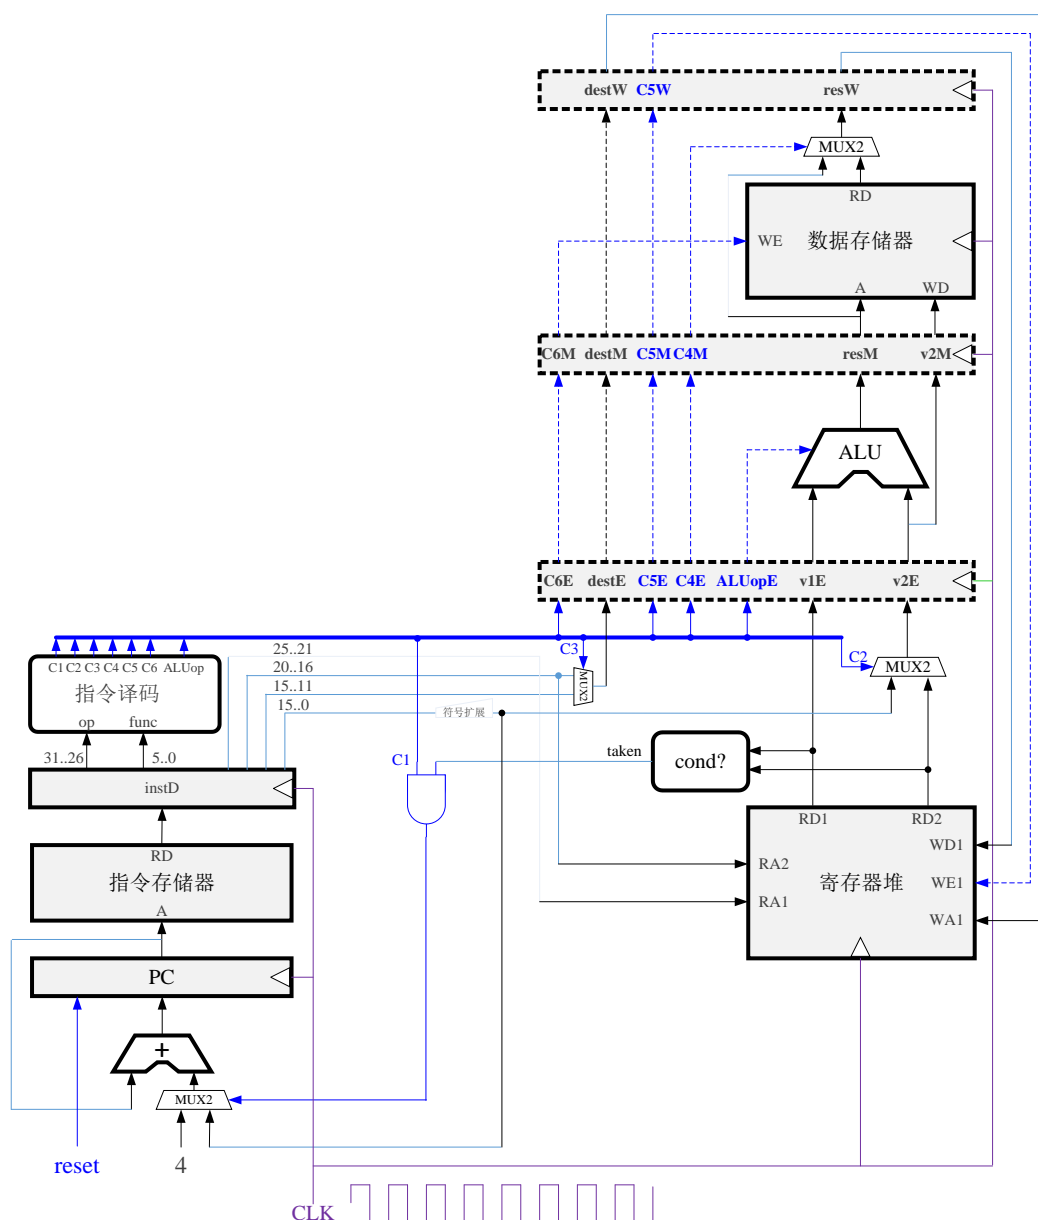 destW C5W resW
MUX2
RD
WE 数据存储器
A WD
C6M destM C5M C4M resM v2M
ALU
C6E destE C5E C4E ALUopE v1E v2E
C1 C2 C3 C4 C5 C6 ALUop
指令译码
op func
31..26 5..0
25..21
20..16
15..11
15..0
符号扩展
C3
MUX2
C2
MUX2
C1
taken
cond?
instD
RD
指令存储器
A
PC
+
MUX2
reset
4
CLK
RD1 RD2
WD1
RA2
寄存器堆
WE1
RA1
WA1